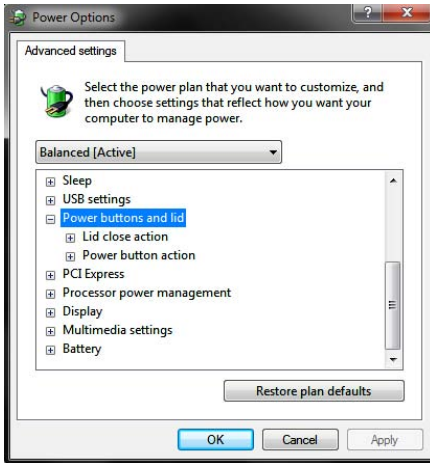 Power Options
Advanced settings
Select the power plan that you want to customize, and
then choose settings that reflect how you want your
computer to manage power.
Balanced [Active]
Sleep
USB settings
Power buttons and lid
Lid close action
Power button action
PCI Express
Processor power management
Display
Multimedia settings
Battery
Restore plan defaults
OK
Cancel
Apply